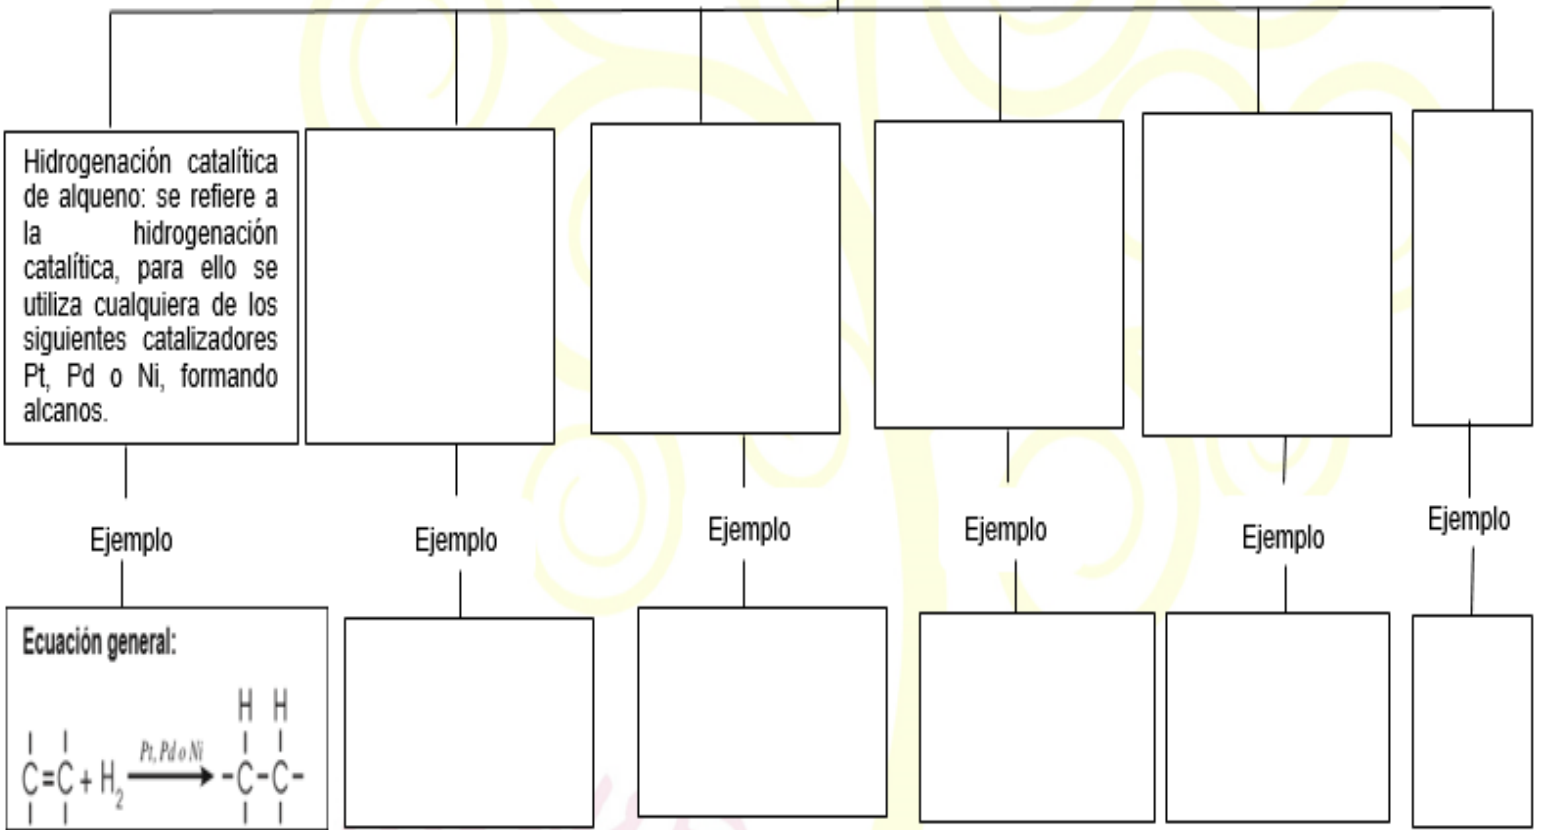 Hidrogenación catalítica
de alqueno: se refiere a
la hidrogenación
catalítica, para ello se
utiliza cualquiera de los
siguientes catalizadores
Pt, Pd o Ni, formando
alcanos.
Ejemplo
Ejemplo
Ejemplo
Ejemplo
Ejemplo
Ejemplo
Ecuación general:
H H
Pt, Pd o Ni
C=C + H2 -C-C-